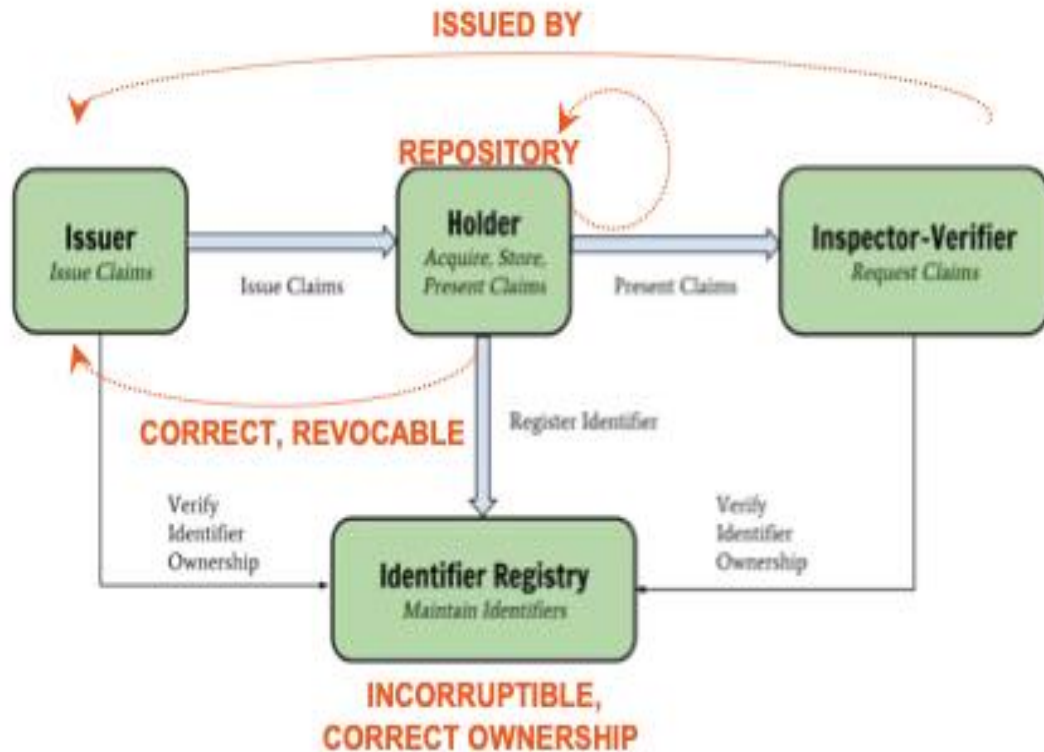 ISSUED BY
REPOSITORY
Issuer
Issue Claims
Issue Claims
Holder
Acquire, Store,
Present Claims
Present Claims
Inspector-Verifier
Request Claims
CORRECT, REVOCABLE
Register Identifier
Verify
Identifier
Ownership
Verify
Identifier
Ownership
Identifier Registry
Maintain Identifiers
INCORRUPTIBLE,
CORRECT OWNERSHIP